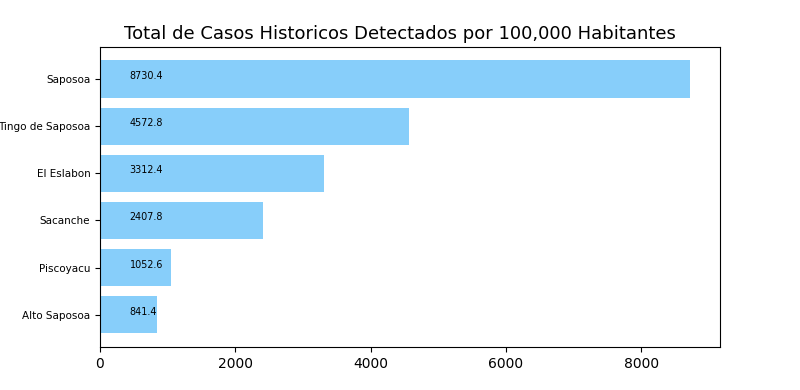 Total de Casos Historicos Detectados por 100,000 Habitantes
Saposoa 8730.4
Tingo de Saposoa 4572.8
El Eslabon 3312.4
Sacanche 2407.8
Piscoyacu 1052.6
Alto Saposoa 841.4
0 2000 4000 6000 8000